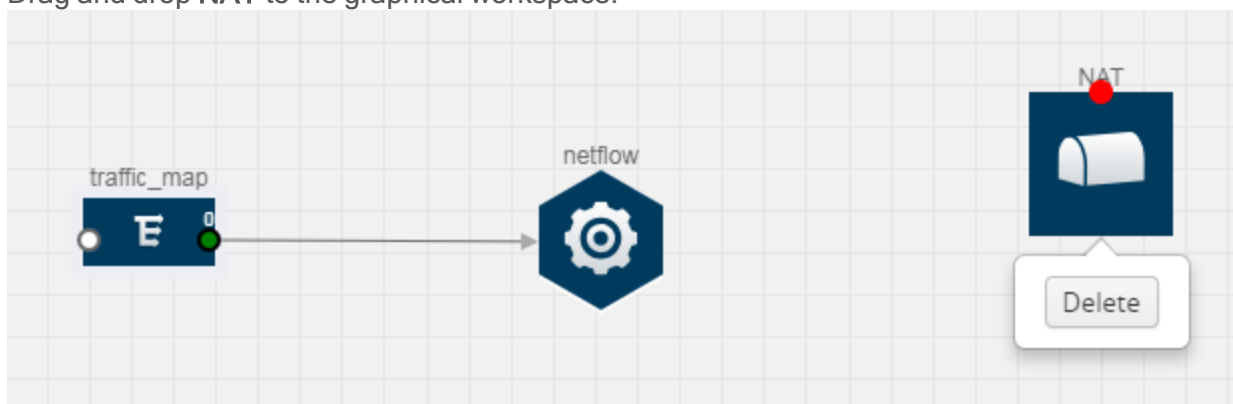 Drag and drop NAT to the graphical workspace.
NAT
netflow
traffic_map
0
Delete